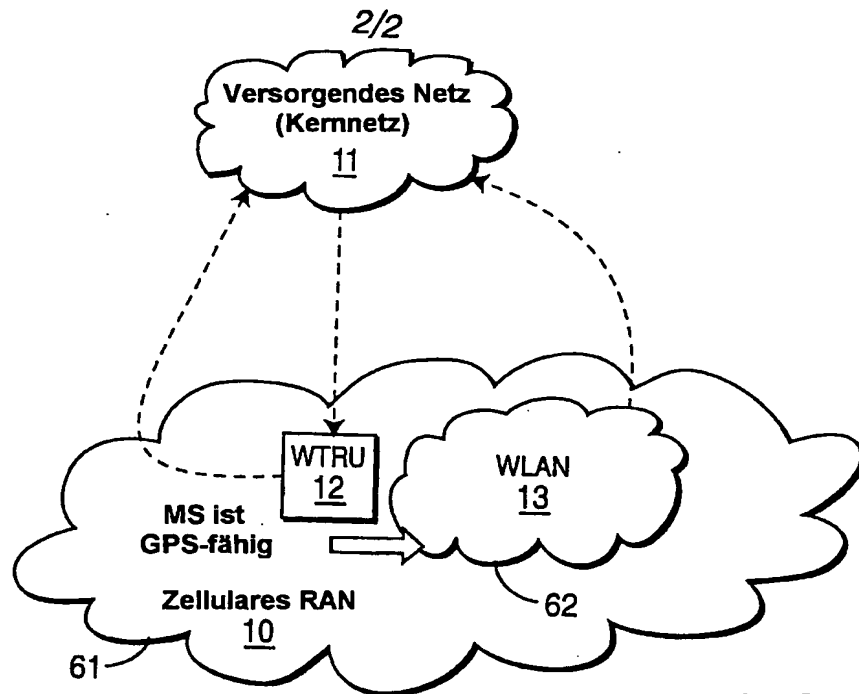 2/2
Versorgendes Netz
(Kernnetz)
11
WTRU
12
WLAN
13
MS ist
GPS-fähig
62
Zellulares RAN
10
61